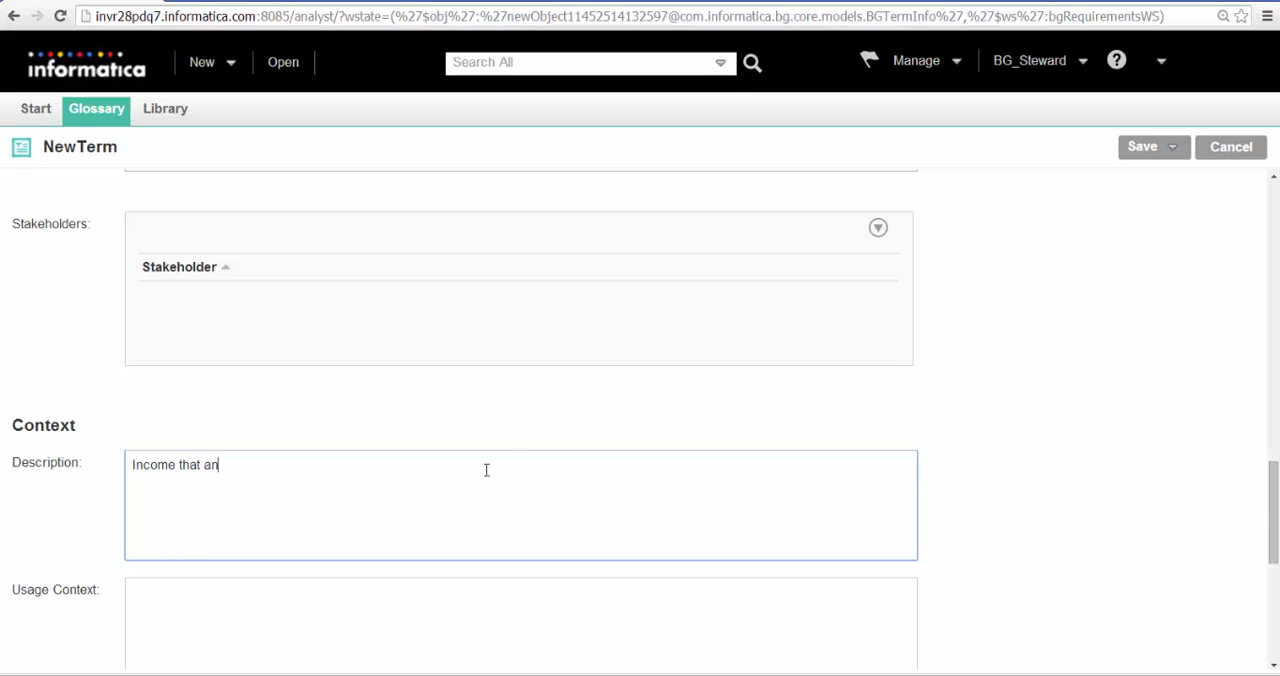 invr28pdq7.informatica.com:8085/analyst/?wstate=(%27$obj%27:%27newObject11452514132597@com.informatica.bg.core.models.BGTermInfo%27,%27$ws%27:bgRequirementsWS)
informatica New Open Search All Manage BG_Steward ?
Start Glossary Library
NewTerm Save Cancel
Stakeholders:
Stakeholder
Context
Description: Income that an
Usage Context: